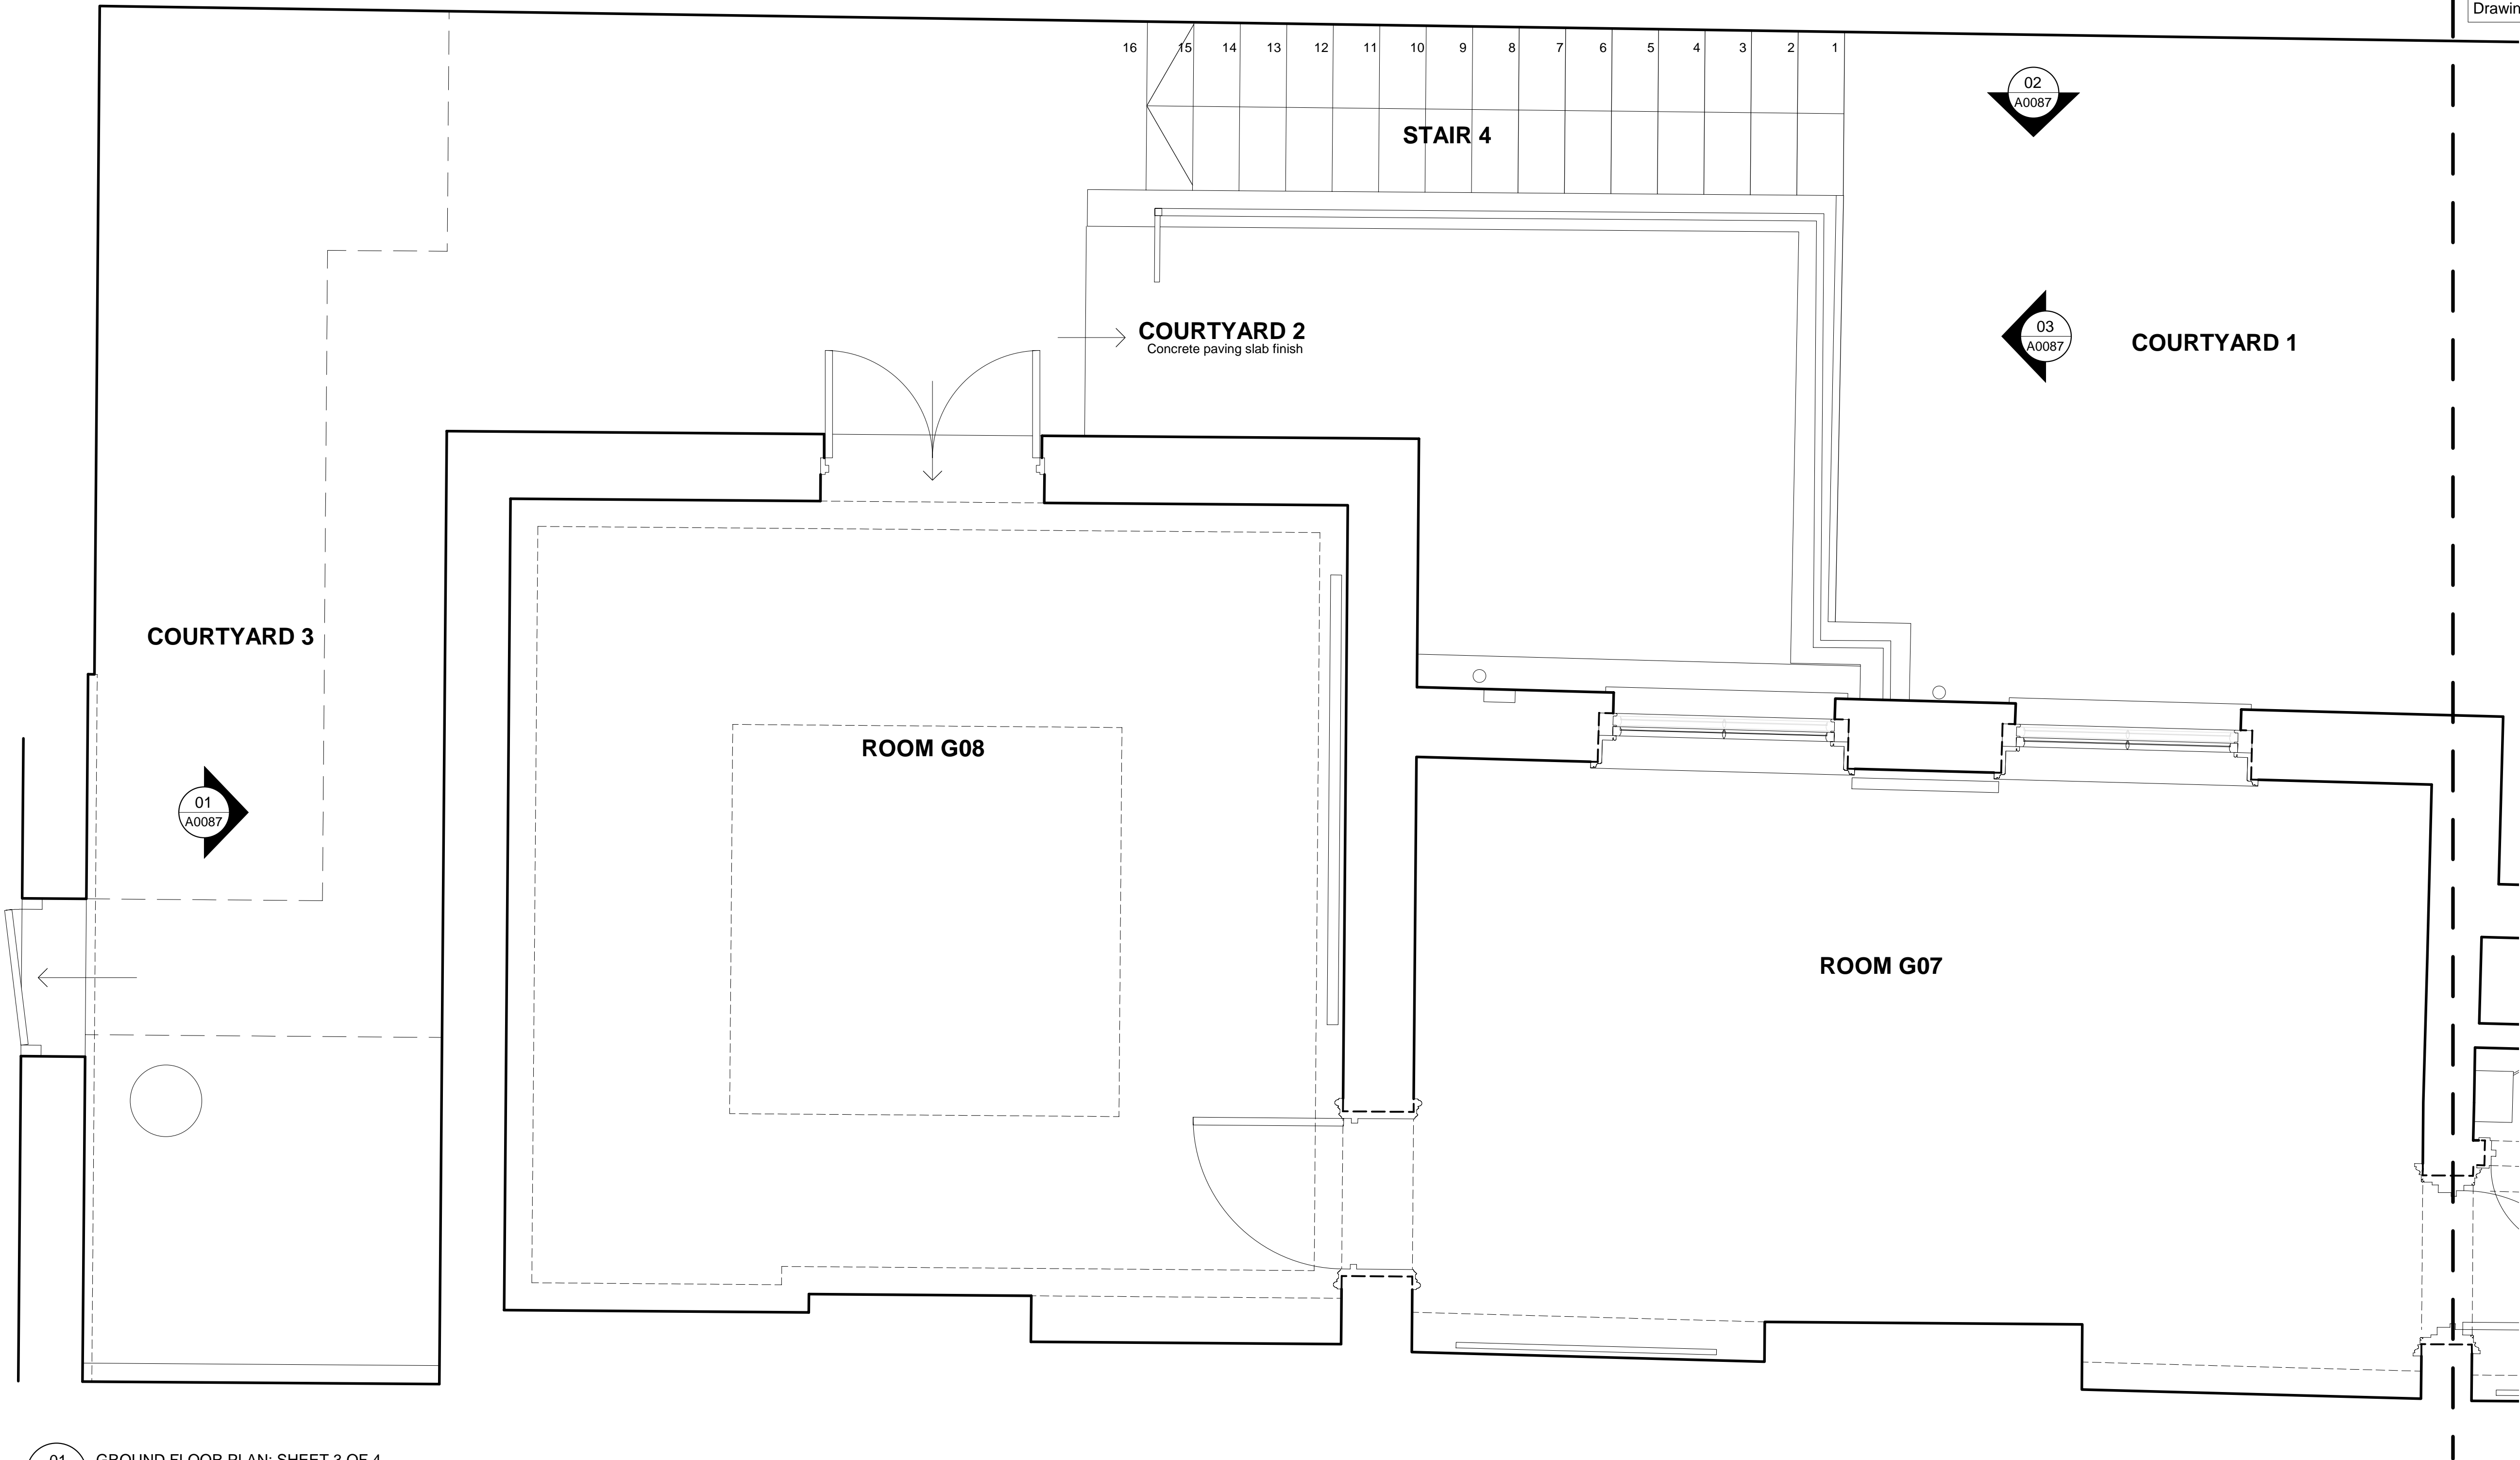 Drawin
16 15 14 13 12 11 10 9 8 7 6 5 4 3 2 1
02
A0087
STAIR 4
COURTYARD 2
Concrete paving slab finish
03
A0087
COURTYARD 1
COURTYARD 3
ROOM G08
01
A0087
ROOM G07
01
GROUND FLOOR PLAN: SHEET 3 OF 4